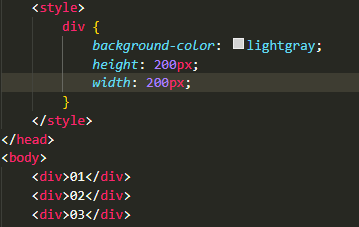 <style>
div {
background-color: lightgray;
height: 200px;
width: 200px;
}
</style>
</head>
<body>
<div>01</div>
<div>02</div>
<div>03</div>